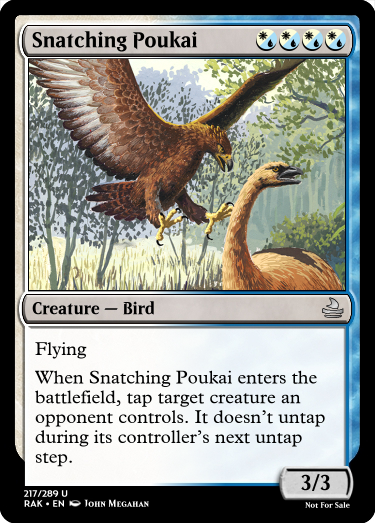 Snatching Poukai
Creature — Bird
Flying
When Snatching Poukai enters the
battlefield, tap target creature an
opponent controls. It doesn't untap
during its controller's next untap
step.
3/3
217/289 U
RAK • EN John Megahan
Not For Sale